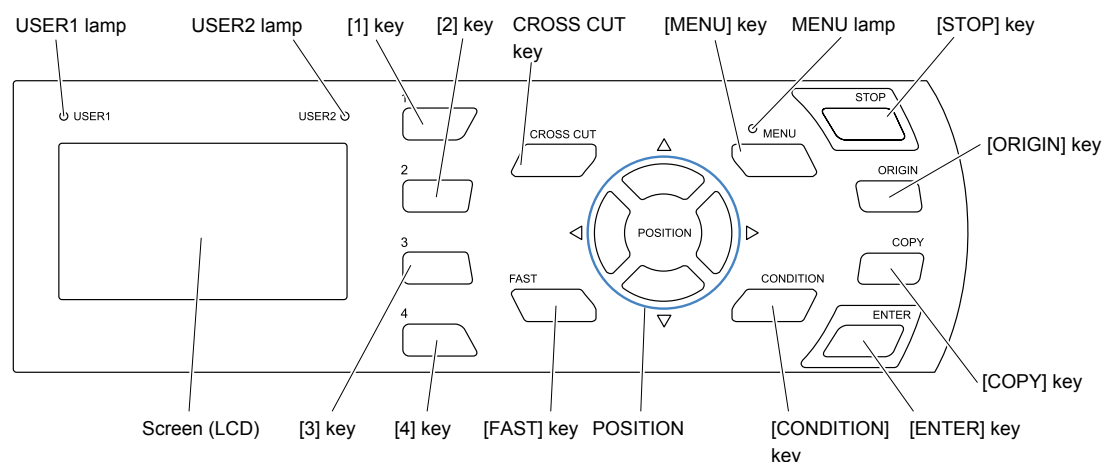 USER1 lamp
USER2 lamp
[1] key
[2] key
CROSS CUT
key
[MENU] key
MENU lamp
[STOP] key
1
STOP
USER1
USER2
CROSS CUT
MENU
[ORIGIN] key
2
ORIGIN
POSITION
3
COPY
FAST
CONDITION
4
ENTER
[COPY] key
Screen (LCD)
[3] key
[4] key
[FAST] key
POSITION
[CONDITION]
key
[ENTER] key